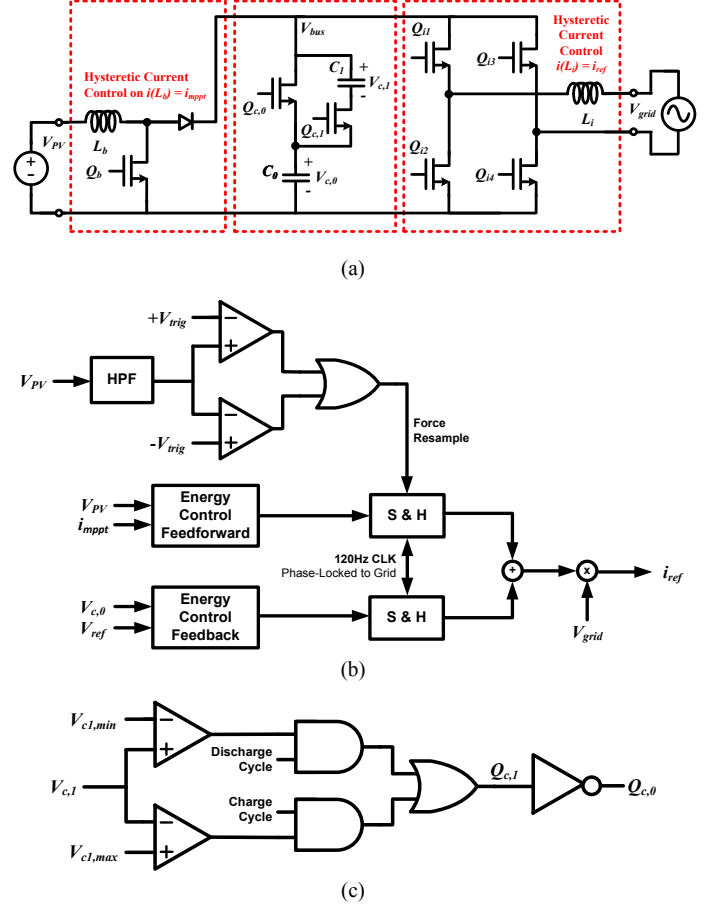 V_bus
Hysteretic Current
Control on i(L_b) = i_mppt
C_1
+
V_c,1
-
Q_c,0
Q_c,1
Q_i1
Q_i3
Hysteretic
Current
Control
i(L_i) = i_ref
V_PV
+
-
L_b
Q_b
C_0
+
V_c,0
-
Q_i2
Q_i4
L_i
V_grid
(a)
+V_trig
-
+
V_PV
HPF
-
+
-V_trig
Force
Resample
V_PV
i_mppt
Energy
Control
Feedforward
S & H
120Hz CLK
Phase-Locked to Grid
+
x
i_ref
V_c,0
V_ref
Energy
Control
Feedback
S & H
V_grid
(b)
V_c1,min
-
+
Discharge
Cycle
V_c,1
Q_c,1
Q_c,0
Charge
Cycle
-
+
V_c1,max
(c)